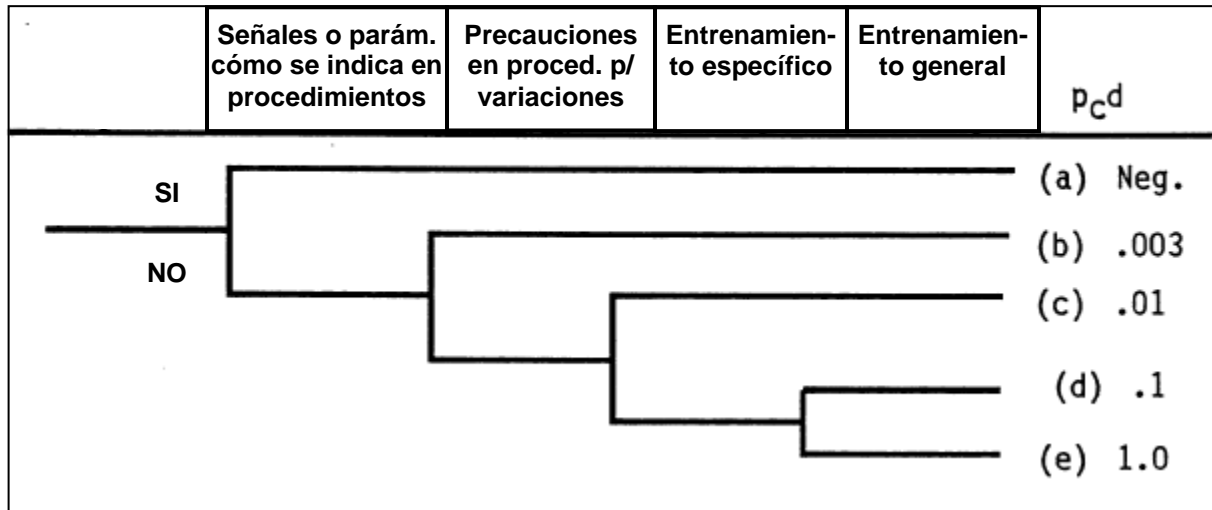 Señales o parám.
cómo se indica en
procedimientos
Precauciones
en proced. p/
variaciones
Entrenamien-
to específico
Entrenamien-
to general
pcd
SI
NO
(a) Neg.
(b) .003
(c) .01
(d) .1
(e) 1.0